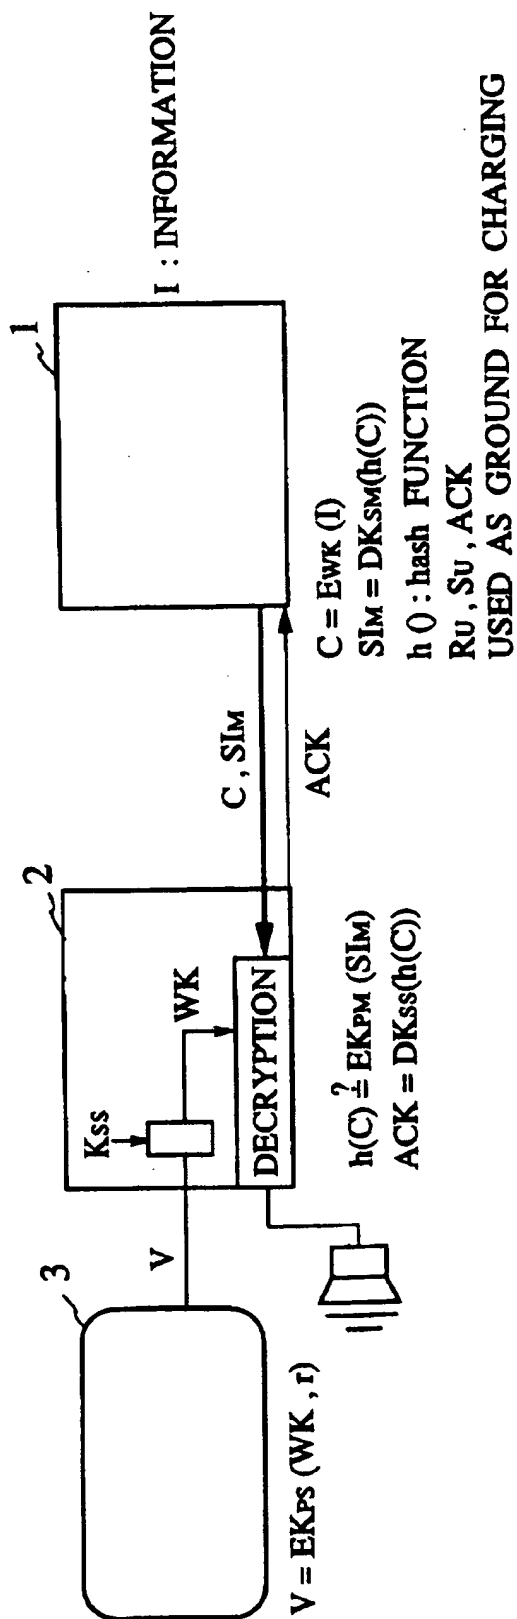 3
V
V = EKPS (WK , r)
2
Kss
WK
DECRYPTION
h(C) ≟ EKPM (SIM)
ACK = DKSS(h(C))
C , SIM
ACK
1
I : INFORMATION
C = EWK (I)
SIM = DKSM(h(C))
h () : hash FUNCTION
RU , SU , ACK
USED AS GROUND FOR CHARGING